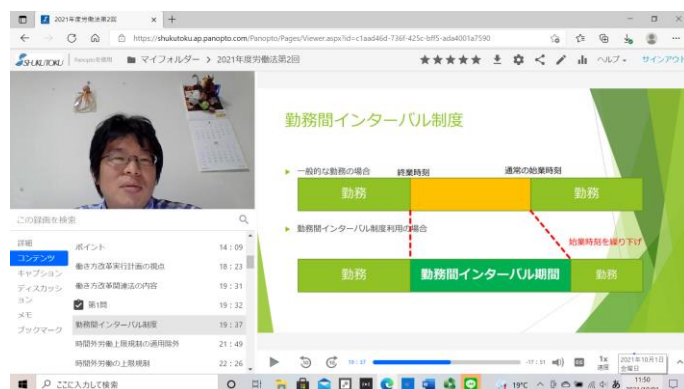 2021年度労働法第2回
https://shukutoku.ap.panopto.com/Panopto/Pages/Viewer.aspx?id=c1aad46d-736f-425c-bff5-ada4001a7590
SHUKUTOKU
マイフォルダー > 2021年度労働法第2回
★★★★★
ヘルプ
サインアウト
この録画を検索
詳細
コンテンツ
キャプション
ディスカッション
メモ
ブックマーク
ポイント 14:09
働き方改革実行計画の視点 18:23
働き方改革関連法の内容 19:31
第1問 19:32
勤務間インターバル制度 19:37
時間外労働上限規制の適用除外 21:49
時間外労働の上限規制 22:26
勤務間インターバル制度
一般的な勤務の場合
終業時刻
通常の始業時刻
勤務
勤務
勤務間インターバル制度利用の場合
始業時刻を繰り下げ
勤務
勤務間インターバル期間
勤務
19:37
-17:51
1x
速度
2021年10月1日
金曜日
ここに入力して検索
19°C
あ
11:50